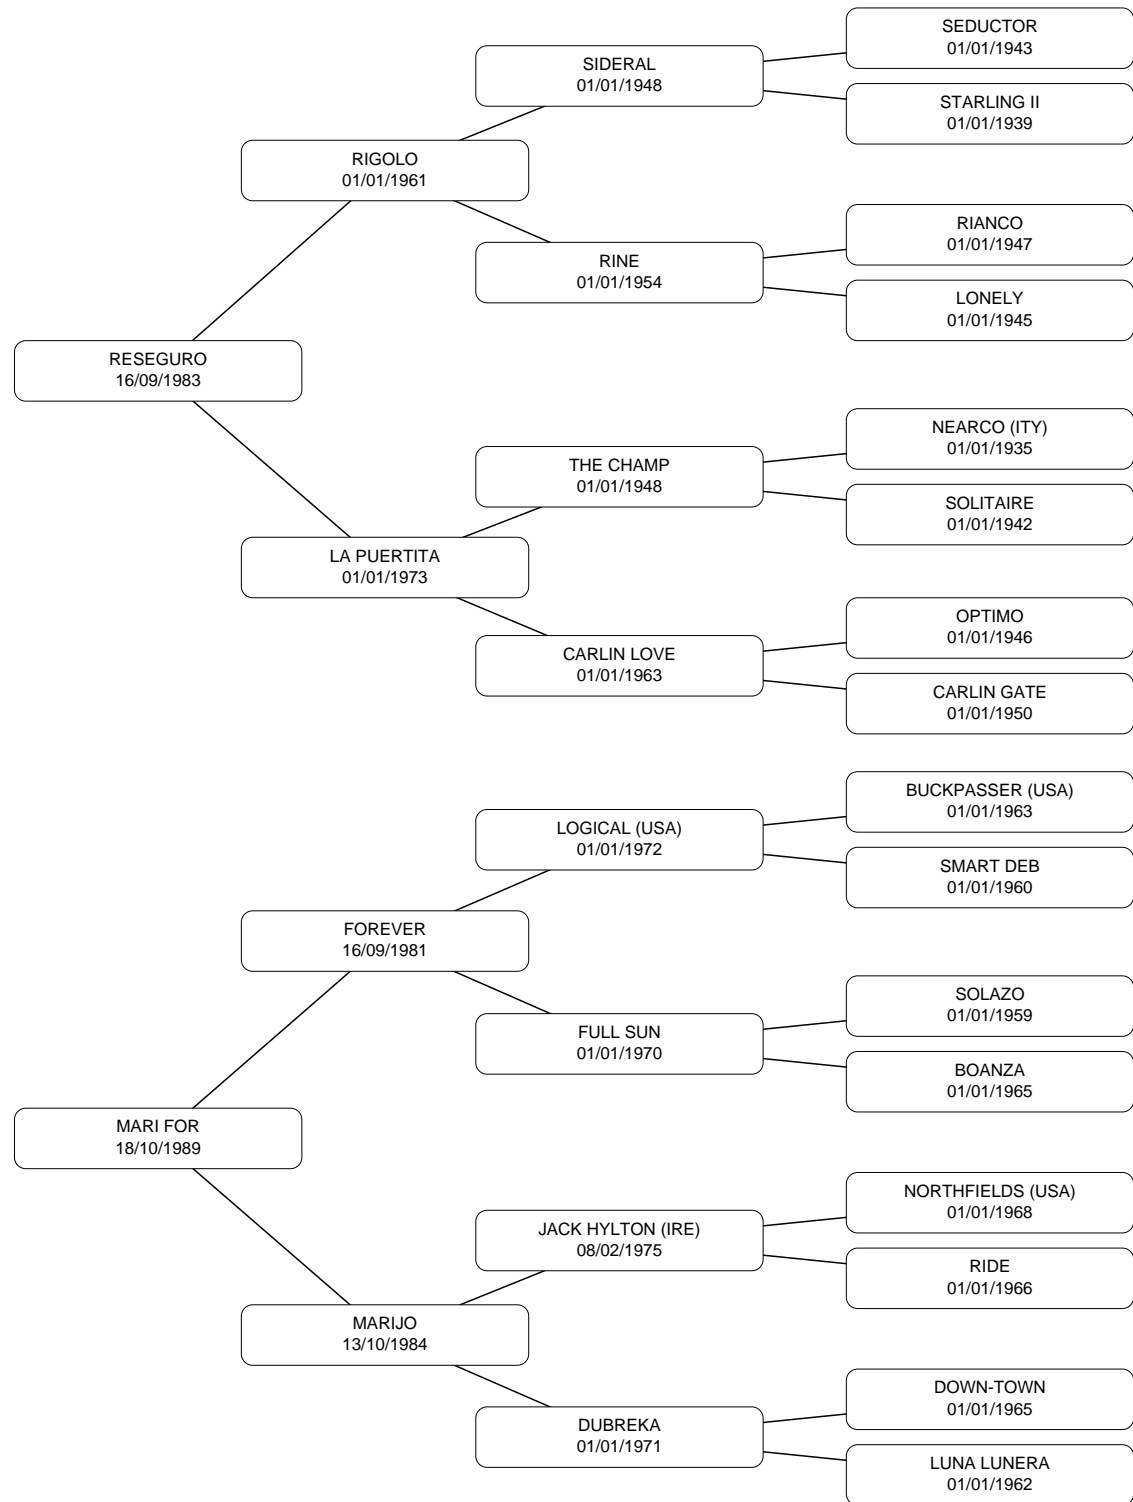 SEDUCTOR
01/01/1943
SIDERAL
01/01/1948
STARLING II
01/01/1939
RIGOLO
01/01/1961
RIANCO
01/01/1947
RINE
01/01/1954
LONELY
01/01/1945
RESEGURO
16/09/1983
NEARCO (ITY)
01/01/1935
THE CHAMP
01/01/1948
SOLITAIRE
01/01/1942
LA PUERTITA
01/01/1973
OPTIMO
01/01/1946
CARLIN LOVE
01/01/1963
CARLIN GATE
01/01/1950
BUCKPASSER (USA)
01/01/1963
LOGICAL (USA)
01/01/1972
SMART DEB
01/01/1960
FOREVER
16/09/1981
SOLAZO
01/01/1959
FULL SUN
01/01/1970
BOANZA
01/01/1965
MARI FOR
18/10/1989
NORTHFIELDS (USA)
01/01/1968
JACK HYLTON (IRE)
08/02/1975
RIDE
01/01/1966
MARIJO
13/10/1984
DOWN-TOWN
01/01/1965
DUBREKA
01/01/1971
LUNA LUNERA
01/01/1962